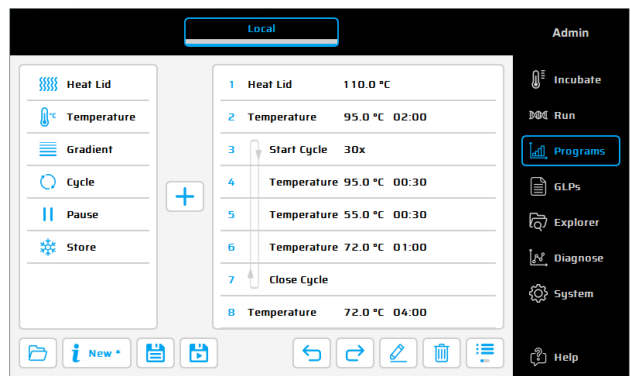 Local
Admin
Heat Lid
°C Temperature
Gradient
Cycle
Pause
Store
1 Heat Lid 110.0 °C
2 Temperature 95.0 °C 02:00
3 Start Cycle 30x
4 Temperature 95.0 °C 00:30
5 Temperature 55.0 °C 00:30
6 Temperature 72.0 °C 01:00
7 Close Cycle
8 Temperature 72.0 °C 04:00
Incubate
Run
Programs
GLPs
Explorer
Diagnose
System
Help
i New *